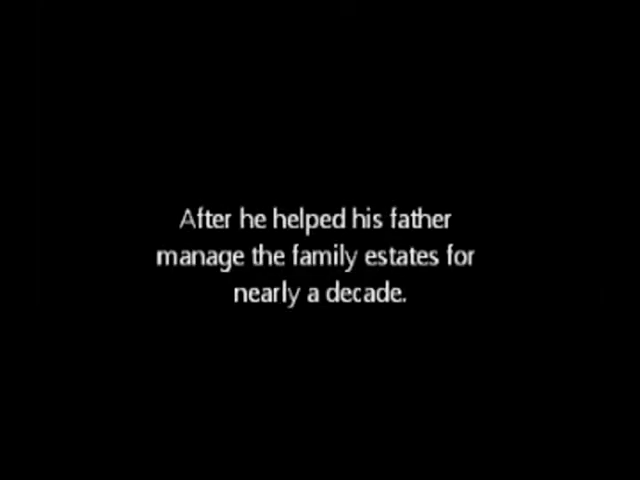 After he helped his father
manage the family estates for
nearly a decade.